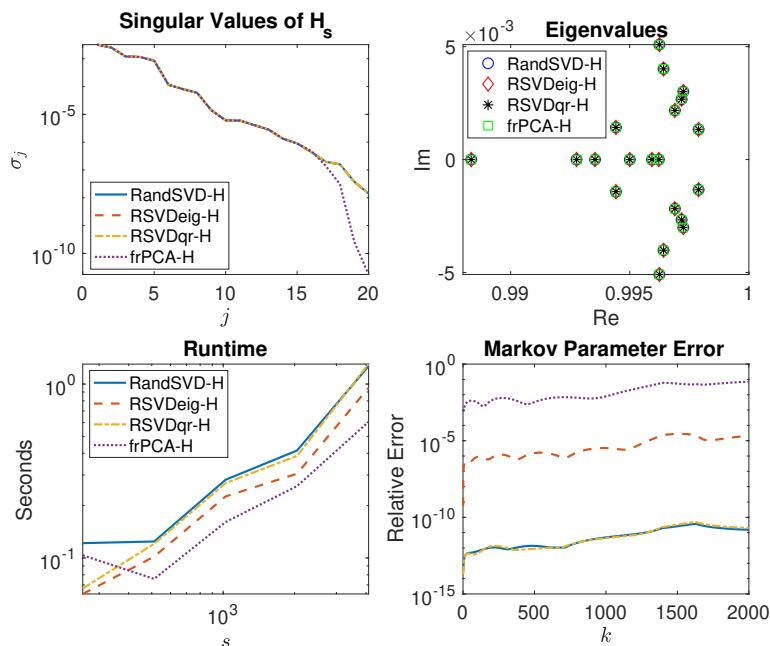 Singular Values of H_s
10^-5
10^-10
σ_j
0 5 10 15 20
j
RandSVD-H
RSVDeig-H
RSVDqr-H
frPCA-H
Eigenvalues
×10^-3
5
0
-5
Im
0.99 0.995 1
Re
RandSVD-H
RSVDeig-H
RSVDqr-H
frPCA-H
Runtime
10^0
10^-1
Seconds
10^3
s
RandSVD-H
RSVDeig-H
RSVDqr-H
frPCA-H
Markov Parameter Error
10^0
10^-5
10^-10
10^-15
Relative Error
0 500 1000 1500 2000
k